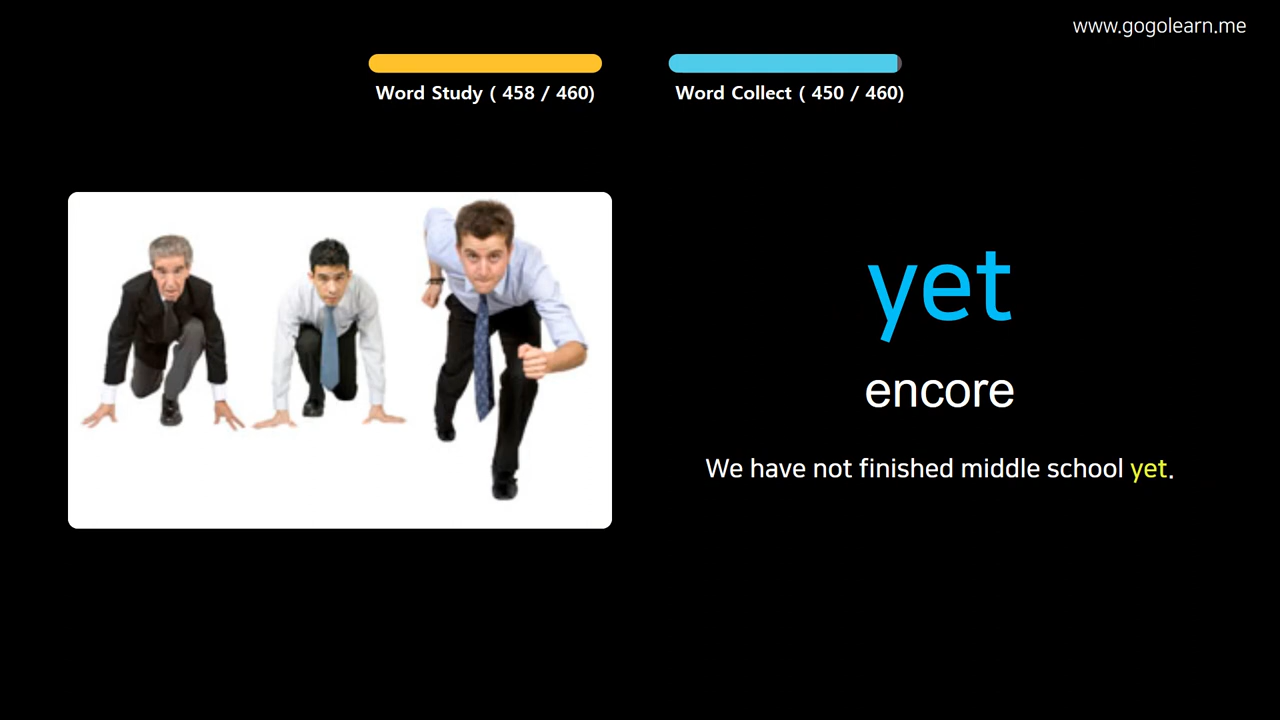 www.gogolearn.me
Word Study ( 458 / 460)
Word Collect ( 450 / 460)
yet
encore
We have not finished middle school yet.